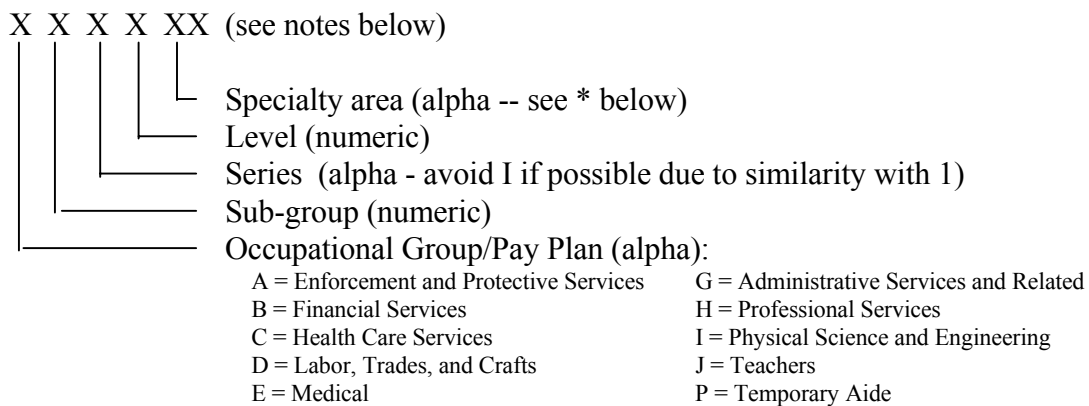 X X X X XX (see notes below)
Specialty area (alpha -- see * below)
Level (numeric)
Series (alpha - avoid I if possible due to similarity with 1)
Sub-group (numeric)
Occupational Group/Pay Plan (alpha):
A = Enforcement and Protective Services G = Administrative Services and Related
B = Financial Services H = Professional Services
C = Health Care Services I = Physical Science and Engineering
D = Labor, Trades, and Crafts J = Teachers
E = Medical P = Temporary Aide